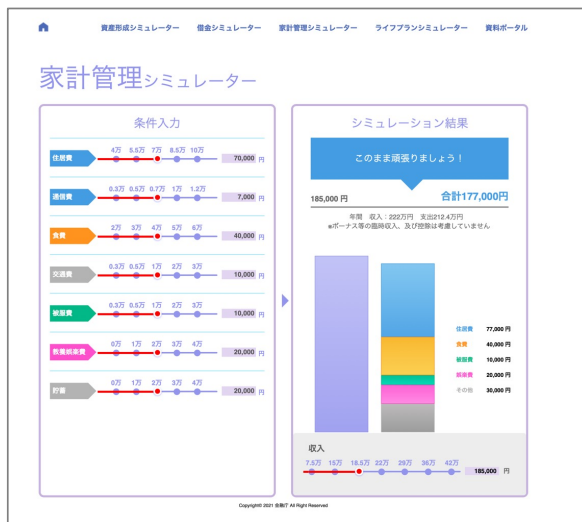 資産形成シミュレーター 借金シミュレーター 家計管理シミュレーター ライフプランシミュレーター 資料ポータル
家計管理シミュレーター
条件入力
4万 5.5万 7万 8.5万 10万
住居費 70,000 円
0.3万 0.5万 0.7万 1万 1.2万
通信費 7,000 円
2万 3万 4万 5万 6万
食費 40,000 円
0.3万 0.5万 1万 2万 3万
交通費 10,000 円
0.3万 0.5万 1万 2万 3万
被服費 10,000 円
0万 1万 2万 3万 4万
教養娯楽費 20,000 円
0万 1万 2万 3万 4万
貯蓄 20,000 円
シミュレーション結果
このまま頑張りましょう！
185,000 円 合計177,000円
年間 収入：222万円 支出212.4万円
※ボーナス等の臨時収入、及び控除は考慮していません
住居費 77,000 円
食費 40,000 円
被服費 10,000 円
娯楽費 20,000 円
その他 30,000 円
収入
7.5万 15万 18.5万 22万 29万 36万 42万
185,000 円
Copyright© 2021 金融庁 All Right Reserved